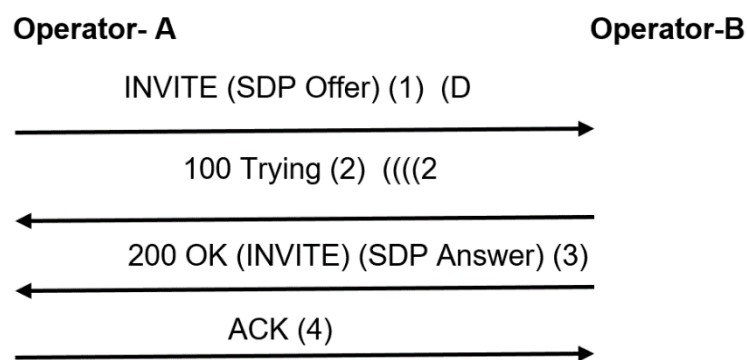 Operator- A Operator-B
INVITE (SDP Offer) (1) (D
100 Trying (2) ((((2
200 OK (INVITE) (SDP Answer) (3)
ACK (4)